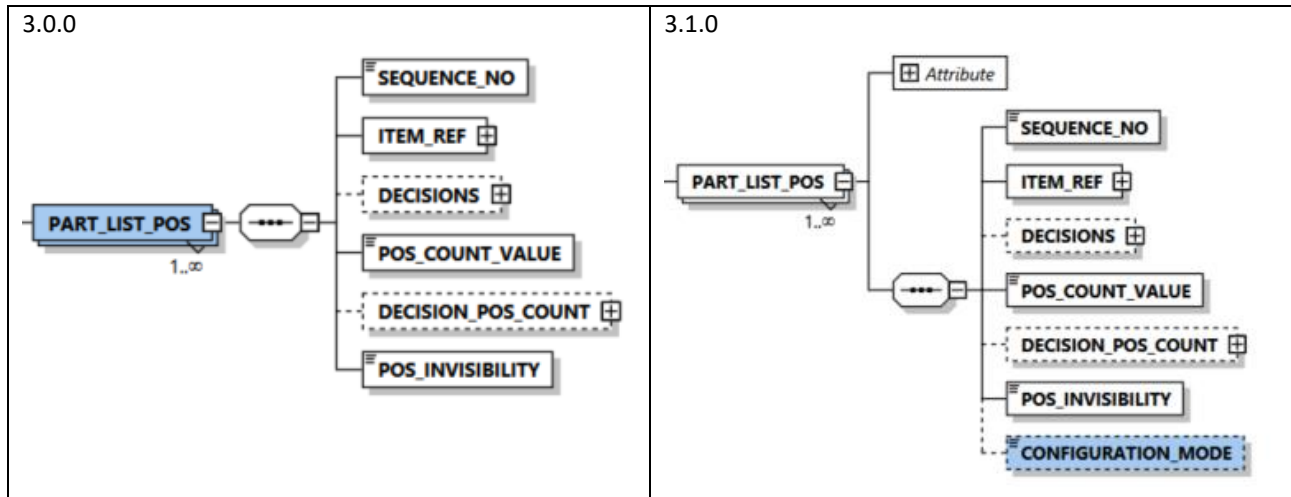 3.0.0
SEQUENCE_NO
ITEM_REF
DECISIONS
PART_LIST_POS
1..∞
POS_COUNT_VALUE
DECISION_POS_COUNT
POS_INVISIBILITY
3.1.0
Attribute
SEQUENCE_NO
PART_LIST_POS
1..∞
ITEM_REF
DECISIONS
POS_COUNT_VALUE
DECISION_POS_COUNT
POS_INVISIBILITY
CONFIGURATION_MODE